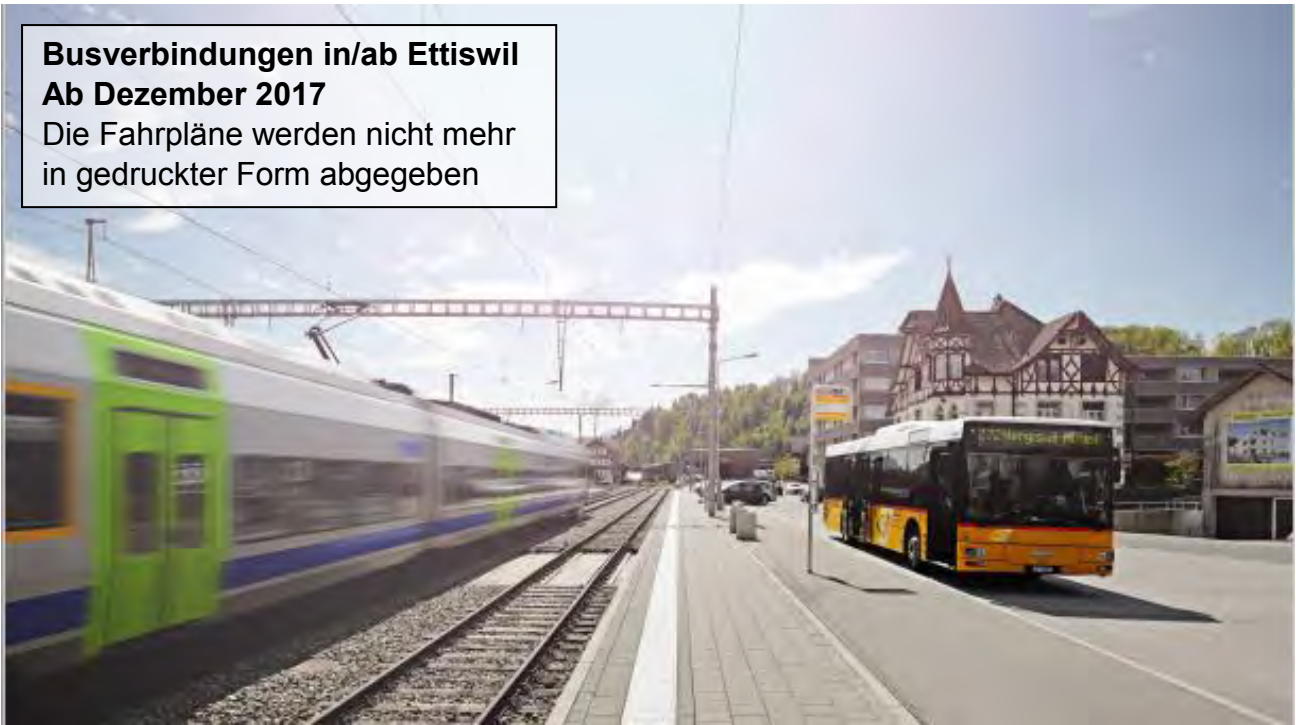 Busverbindungen in/ab Ettiswil
Ab Dezember 2017
Die Fahrpläne werden nicht mehr
in gedruckter Form abgegeben